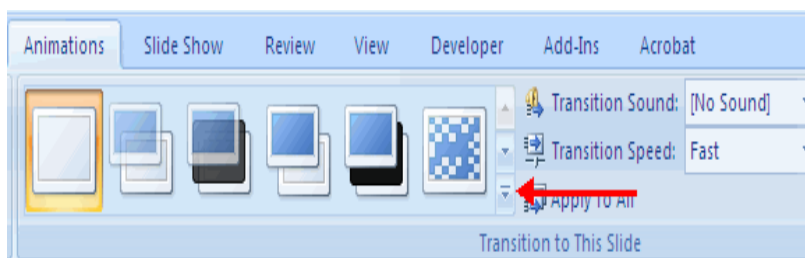 Animations Slide Show Review View Developer Add-Ins Acrobat
Transition Sound: [No Sound]
Transition Speed: Fast
Apply To All
Transition to This Slide